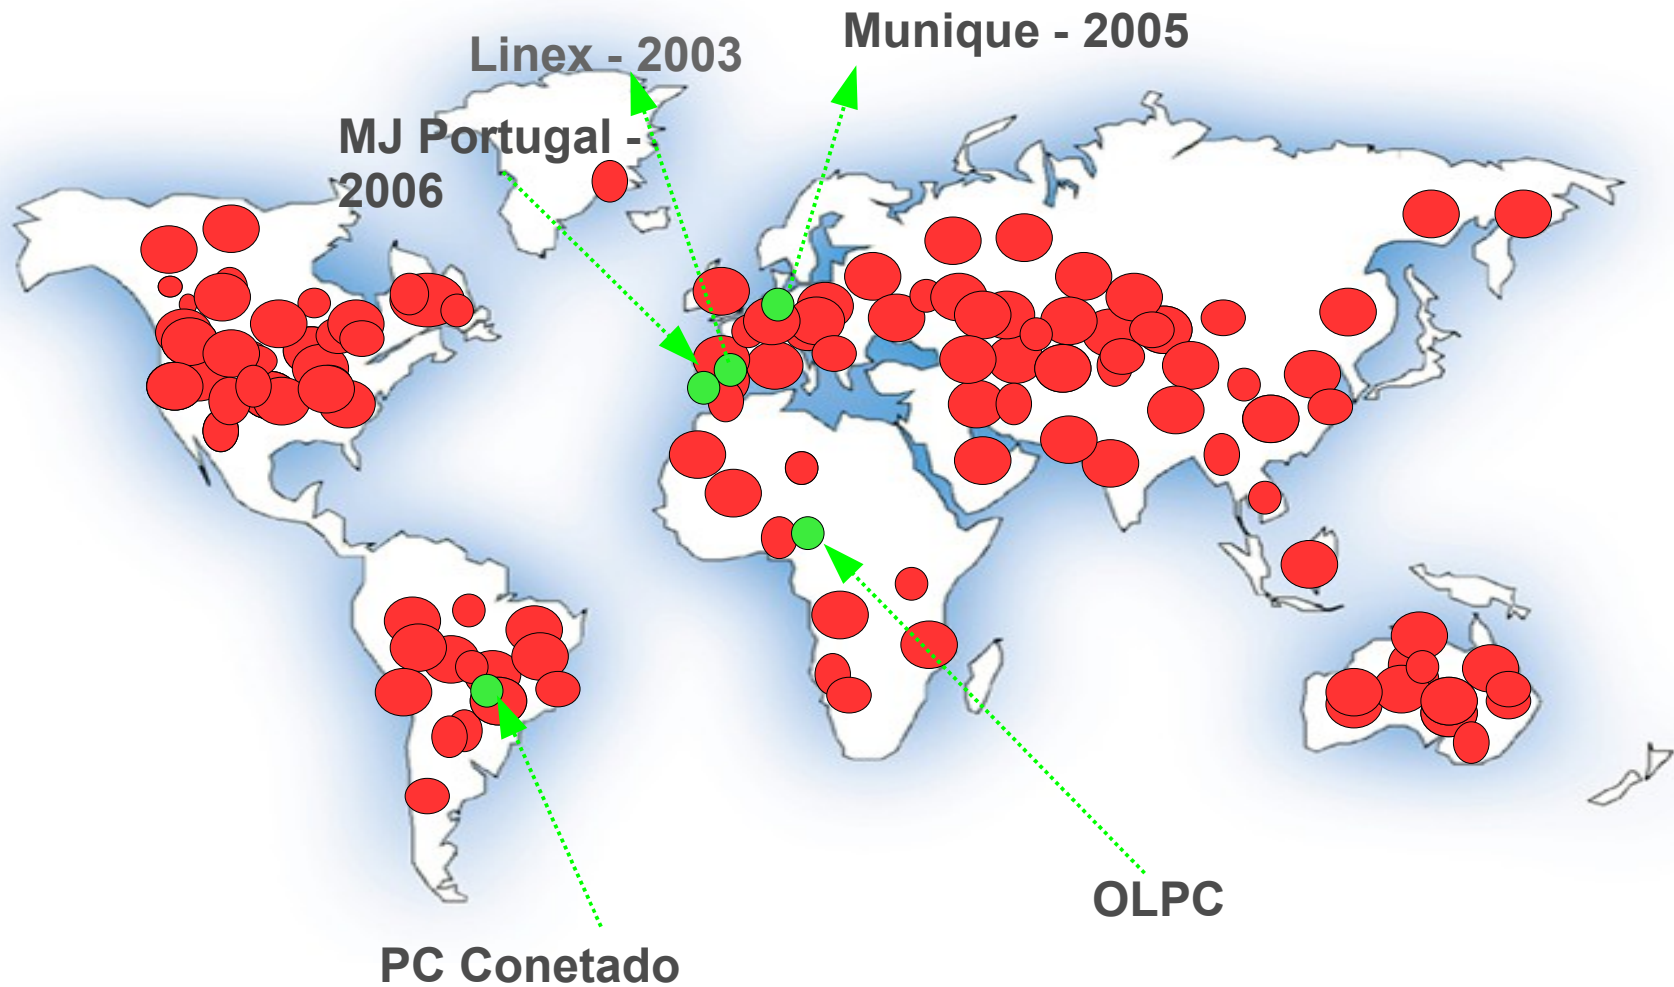 Munique - 2005
Linex - 2003
MJ Portugal -
2006
OLPC
PC Conetado